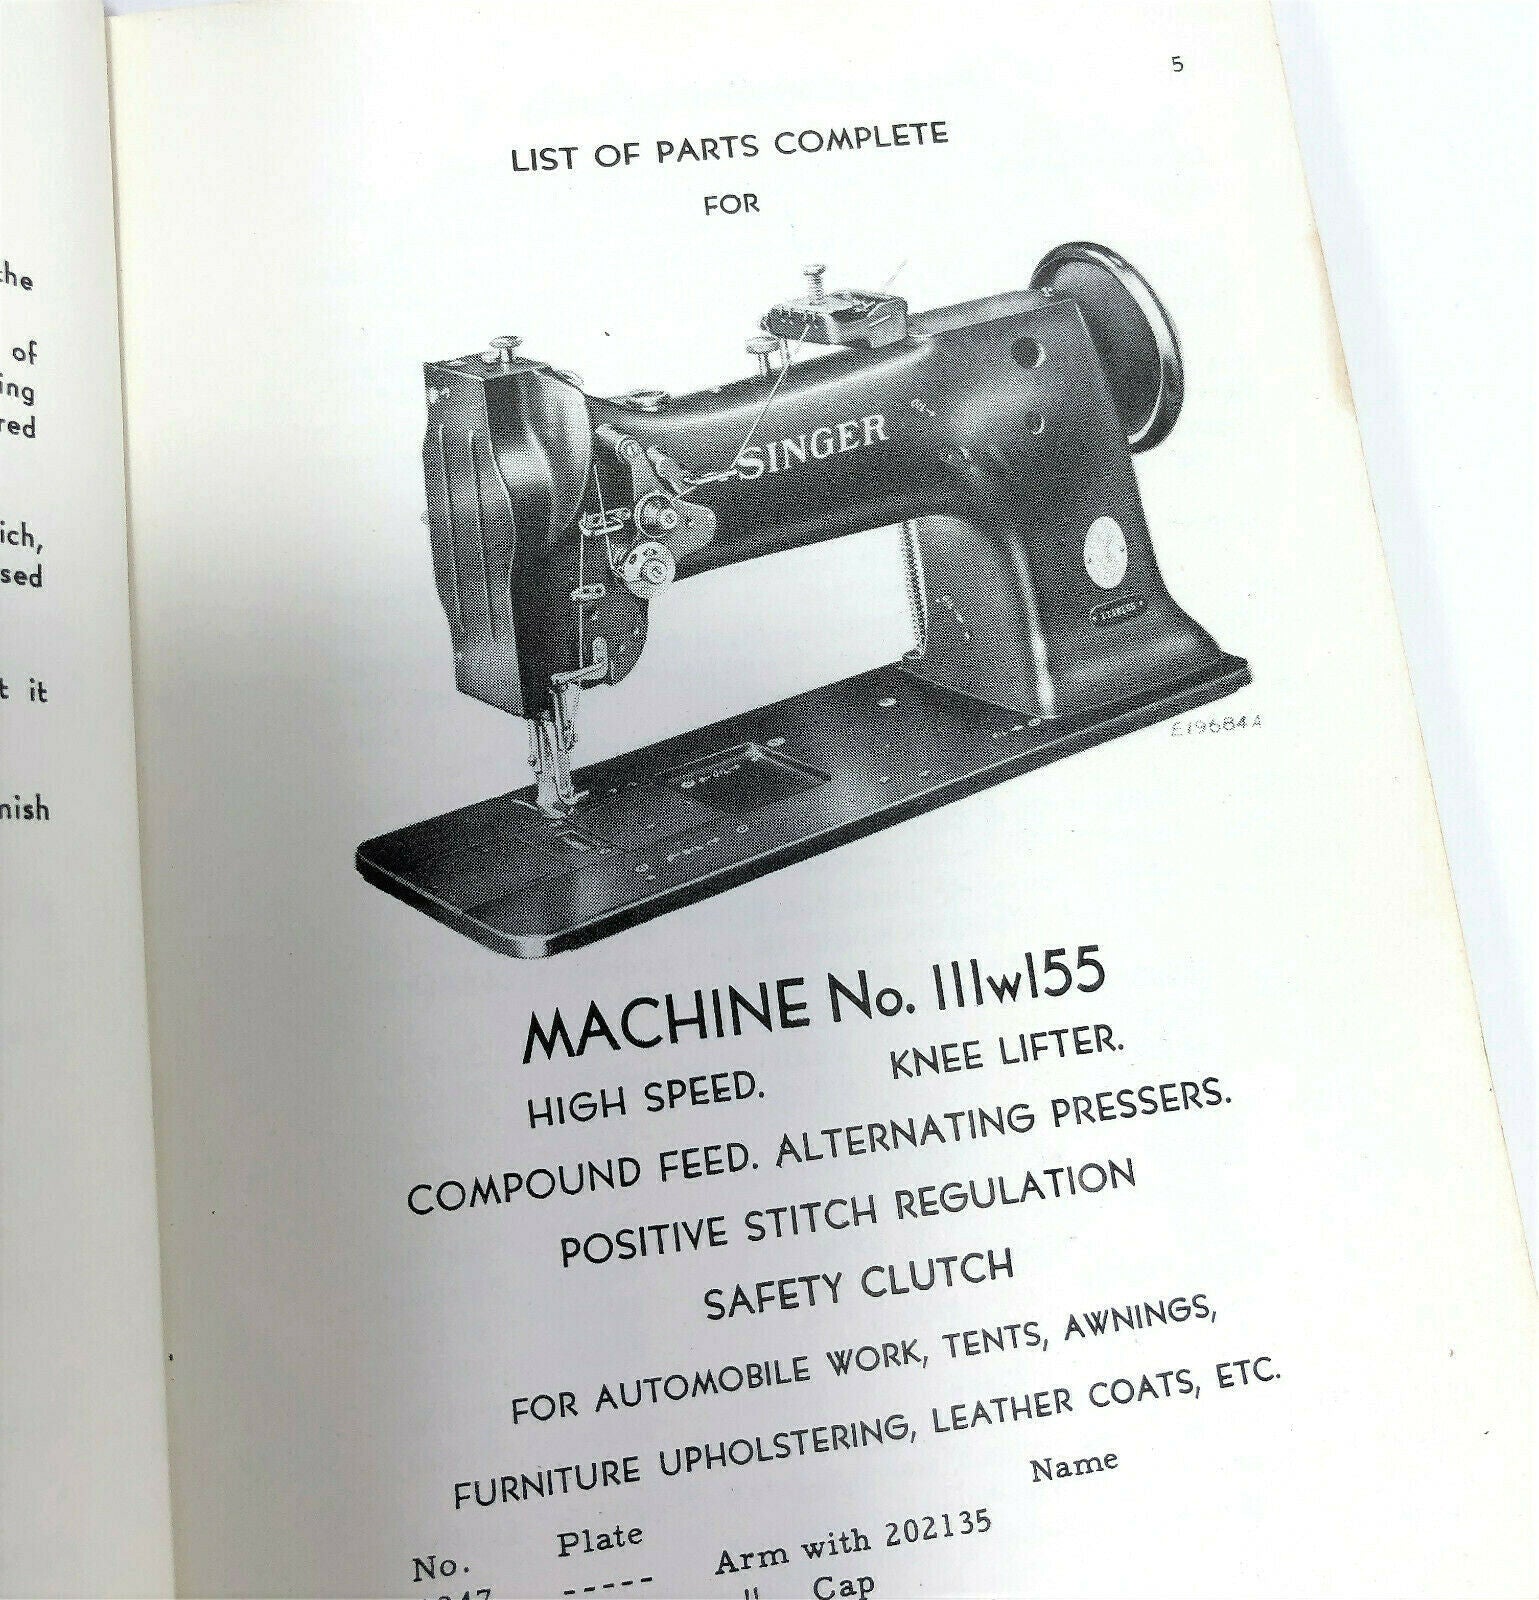 the
of
ing
red
ich,
sed
t it
nish
5
LIST OF PARTS COMPLETE
FOR
SINGER
E19684A
MACHINE No. 111w155
HIGH SPEED. KNEE LIFTER.
COMPOUND FEED. ALTERNATING PRESSERS.
POSITIVE STITCH REGULATION
SAFETY CLUTCH
FOR AUTOMOBILE WORK, TENTS, AWNINGS,
FURNITURE UPHOLSTERING, LEATHER COATS, ETC.
No. Plate Name
----- Arm with 202135
" Cap